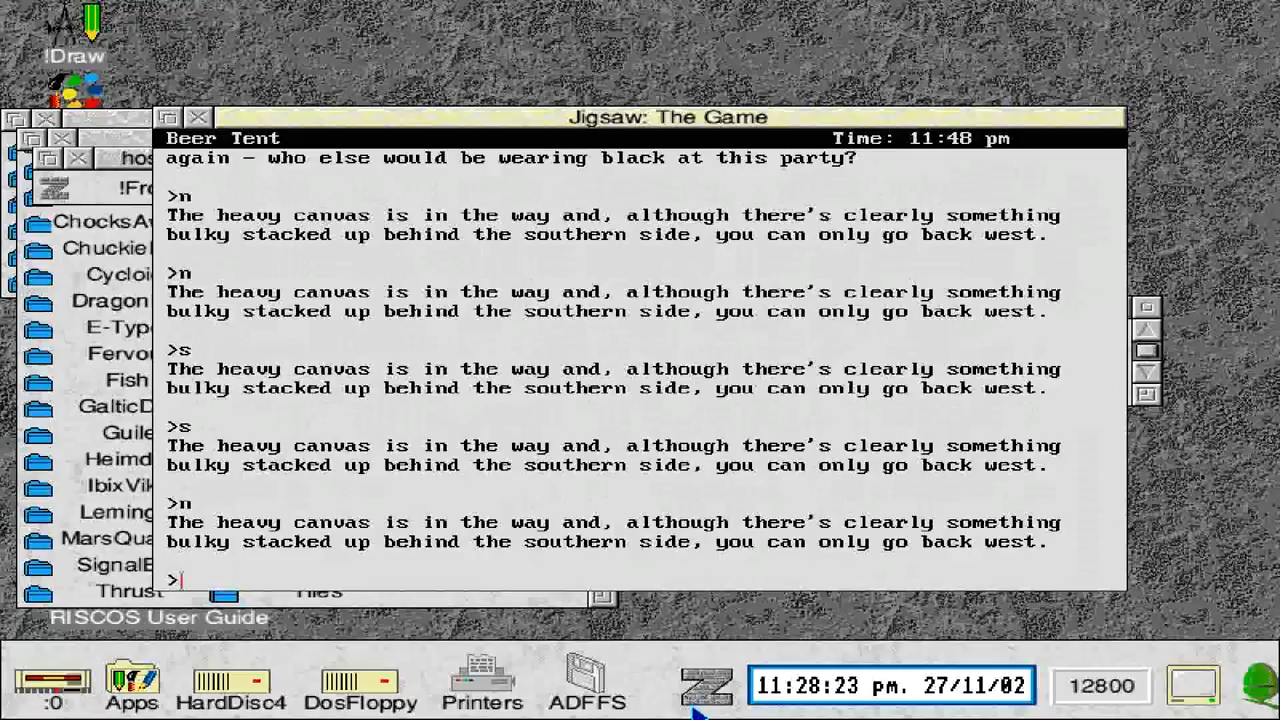 !Draw
Jigsaw: The Game
Beer Tent Time: 11:48 pm
again - who else would be wearing black at this party?
>n
The heavy canvas is in the way and, although there's clearly something
bulky stacked up behind the southern side, you can only go back west.
>n
The heavy canvas is in the way and, although there's clearly something
bulky stacked up behind the southern side, you can only go back west.
>s
The heavy canvas is in the way and, although there's clearly something
bulky stacked up behind the southern side, you can only go back west.
>s
The heavy canvas is in the way and, although there's clearly something
bulky stacked up behind the southern side, you can only go back west.
>n
The heavy canvas is in the way and, although there's clearly something
bulky stacked up behind the southern side, you can only go back west.
>
hos
!Fro
ChocksAv
Chuckie
Cycloi
Dragon
E-Type
Fervo
Fish
GalticD
Guile
Heimd
IbixVik
Leming
MarsQua
SignalB
Thrust
RISCOS User Guide
:0
Apps
HardDisc4
DosFloppy
Printers
ADFFS
11:28:23 pm. 27/11/02
12800